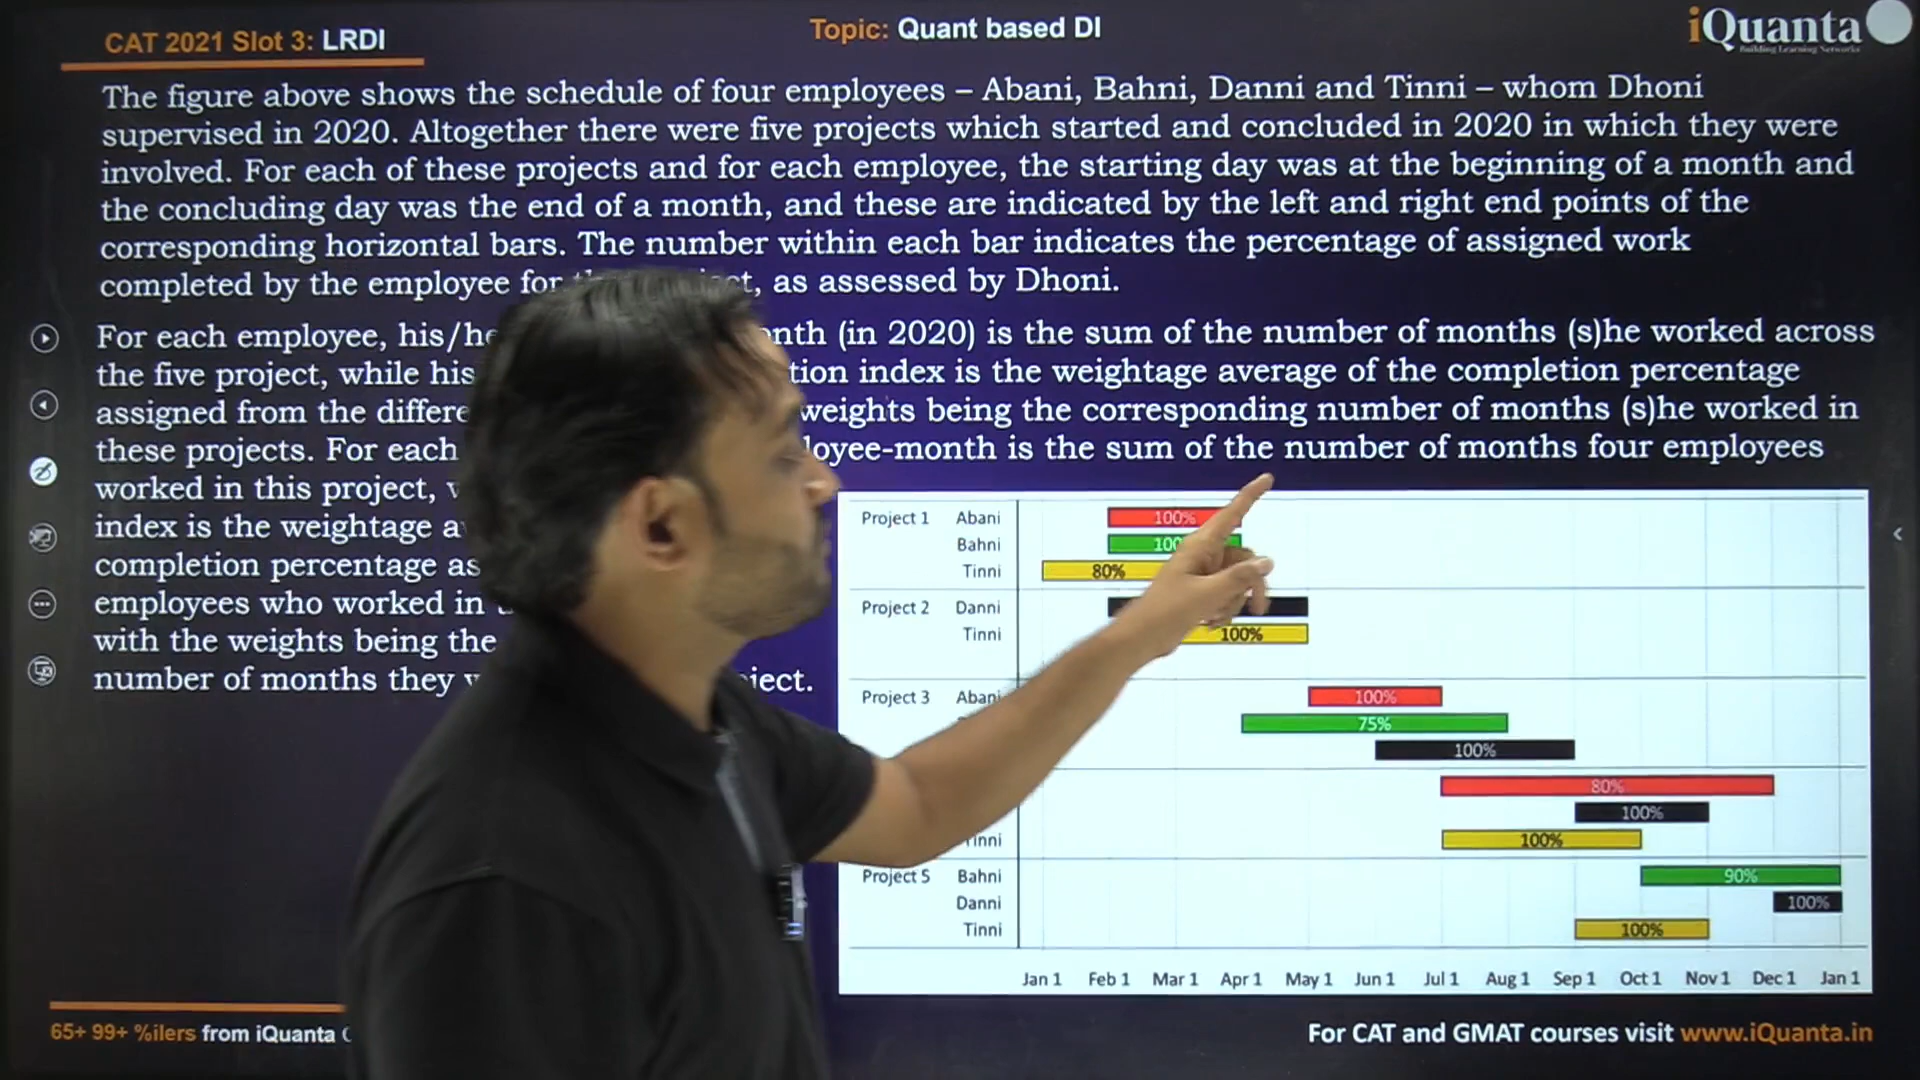 CAT 2021 Slot 3: LRDI
Topic: Quant based DI
iQuanta
Building Learning Networks
The figure above shows the schedule of four employees – Abani, Bahni, Danni and Tinni – whom Dhoni
supervised in 2020. Altogether there were five projects which started and concluded in 2020 in which they were
involved. For each of these projects and for each employee, the starting day was at the beginning of a month and
the concluding day was the end of a month, and these are indicated by the left and right end points of the
corresponding horizontal bars. The number within each bar indicates the percentage of assigned work
completed by the employee for as assessed by Dhoni.
For each employee, (in 2020) is the sum of the number of months (s)he worked across
the five project, while his index is the weightage average of the completion percentage
assigned from the weights being the corresponding number of months (s)he worked in
these projects. For each is the sum of the number of months four employees
worked in this project,
index is the weightage
completion percentage
employees who worked in
with the weights being the
number of months they
Project 1 Abani 100%
Bahni
Tinni 80%
Project 2 Danni
Tinni 100%
Project 3 Abani 100%
75%
100%
80%
100%
Tinni 100%
Project 5 Bahni 90%
Danni 100%
Tinni 100%
Jan 1 Feb 1 Mar 1 Apr 1 May 1 Jun 1 Jul 1 Aug 1 Sep 1 Oct 1 Nov 1 Dec 1 Jan 1
65+ 99+ %ilers from iQuanta
For CAT and GMAT courses visit www.iQuanta.in